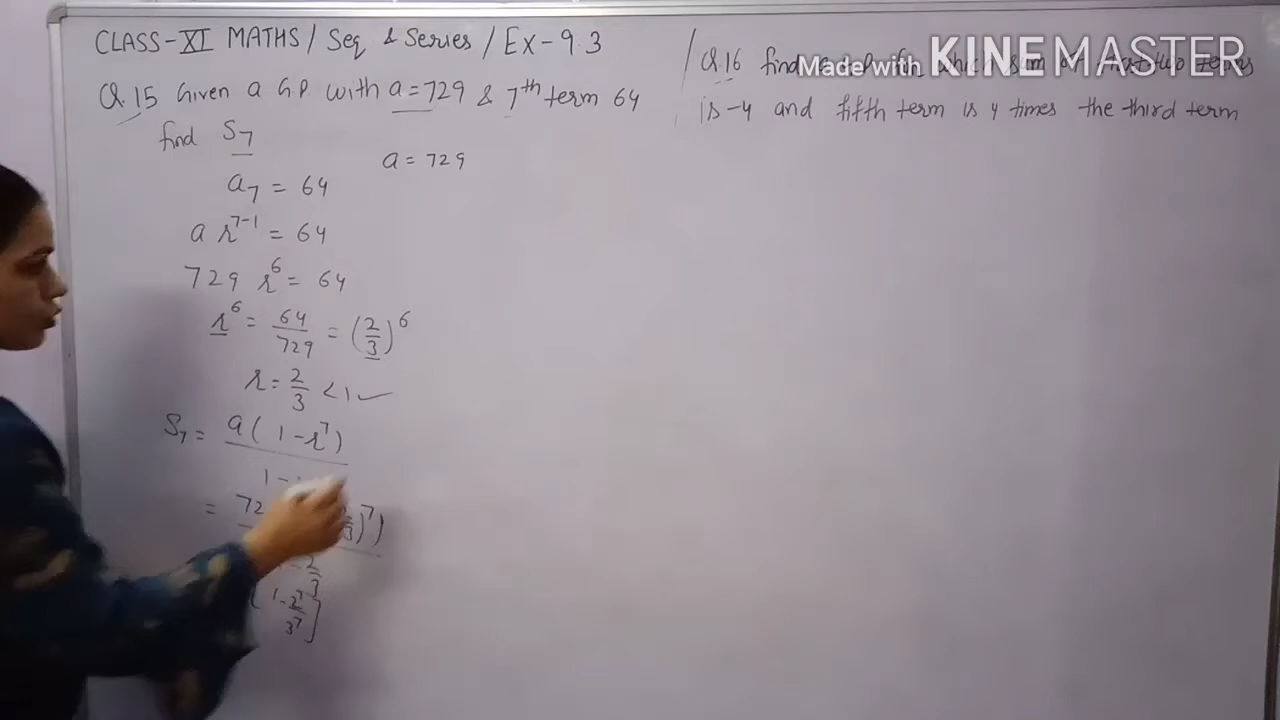 CLASS-XI MATHS / Seq & Series / Ex-9.3
Q.15 Given a G.P with a=729 & 7th term 64
find S7
a = 729
a7 = 64
a r^7-1 = 64
729 r^6 = 64
r^6 = 64/729 = (2/3)^6
r = 2/3 <1 ✓
S7 = a(1-r^7)
1-
= 72 3)^7)
1-2/3
1-2^7/3^7]
Q.16 find
is -4 and fifth term is 4 times the third term
Made with KINEMASTER